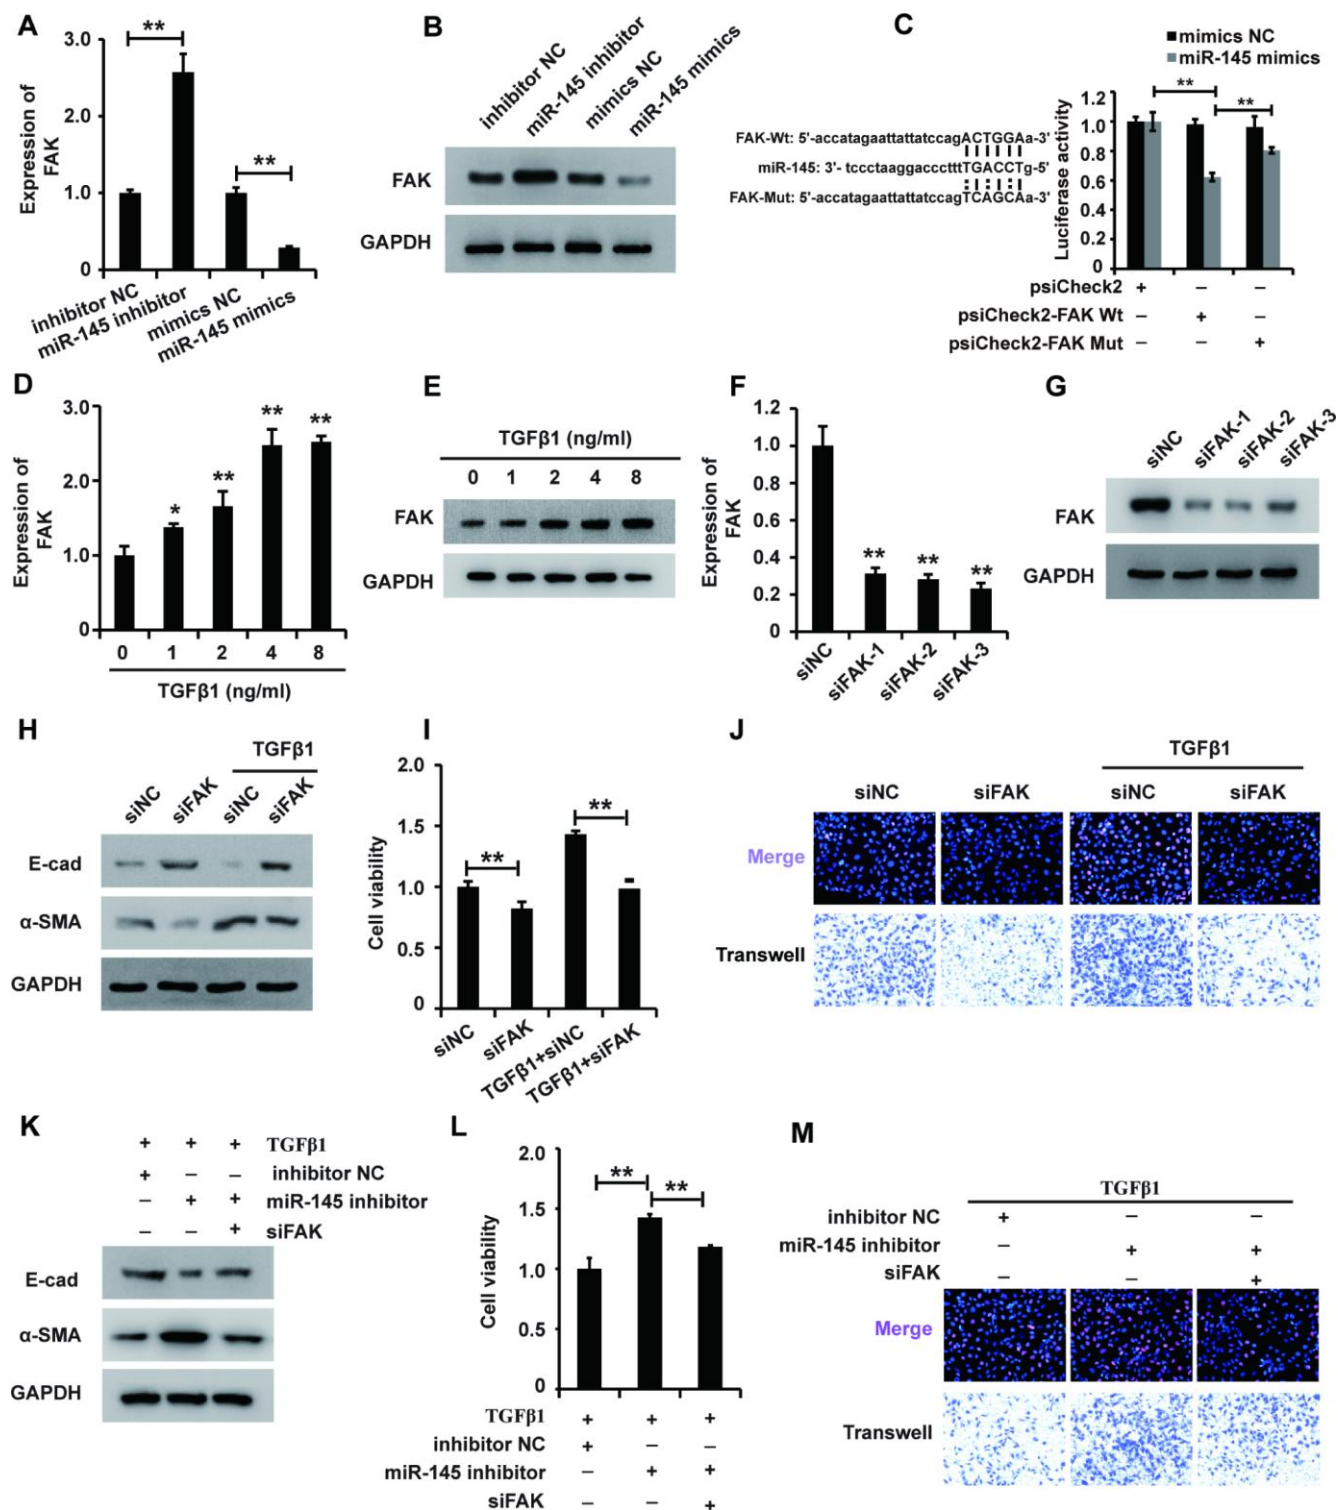 A
Expression of
FAK
3.0
2.0
1.0
0
**
**
inhibitor NC
miR-145 inhibitor
mimics NC
miR-145 mimics
B
inhibitor NC
miR-145 inhibitor
mimics NC
miR-145 mimics
FAK
GAPDH
C
mimics NC
miR-145 mimics
FAK-Wt: 5'-accatagaattattatccagACTGGAa-3'
miR-145: 3'- tccctaaggacccttTGACCTg-5'
FAK-Mut: 5'-accatagaattattatccagTCAGCAa-3'
Luciferase activity
1.2
1.0
0.8
0.6
0.4
0.2
0
**
**
psiCheck2 + – –
psiCheck2-FAK Wt – + –
psiCheck2-FAK Mut – – +
D
Expression of
FAK
3.0
2.0
1.0
0
* ** ** **
0 1 2 4 8
TGFβ1 (ng/ml)
E
TGFβ1 (ng/ml)
0 1 2 4 8
FAK
GAPDH
F
Expression of
FAK
1.2
1.0
0.8
0.6
0.4
0.2
0
** ** **
siNC
siFAK-1
siFAK-2
siFAK-3
G
siNC
siFAK-1
siFAK-2
siFAK-3
FAK
GAPDH
H
TGFβ1
siNC
siFAK
siNC
siFAK
E-cad
α-SMA
GAPDH
I
Cell viability
2.0
1.5
1.0
0.5
0
**
**
siNC
siFAK
TGFβ1+siNC
TGFβ1+siFAK
J
TGFβ1
siNC siFAK siNC siFAK
Merge
Transwell
K
+ + + TGFβ1
+ – – inhibitor NC
– + + miR-145 inhibitor
– – + siFAK
E-cad
α-SMA
GAPDH
L
Cell viability
2.0
1.5
1.0
0.5
0
**
**
TGFβ1 + + +
inhibitor NC + – –
miR-145 inhibitor – + +
siFAK – – +
M
TGFβ1
inhibitor NC + – –
miR-145 inhibitor – + +
siFAK – – +
Merge
Transwell